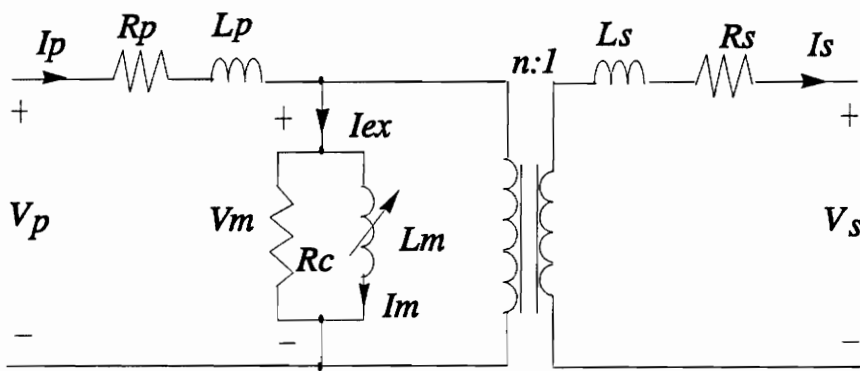 Ip
Rp
Lp
n:1
Ls
Rs
Is
+
+
+
Iex
Vp
Vm
Rc
Lm
Vs
Im
−
−
−